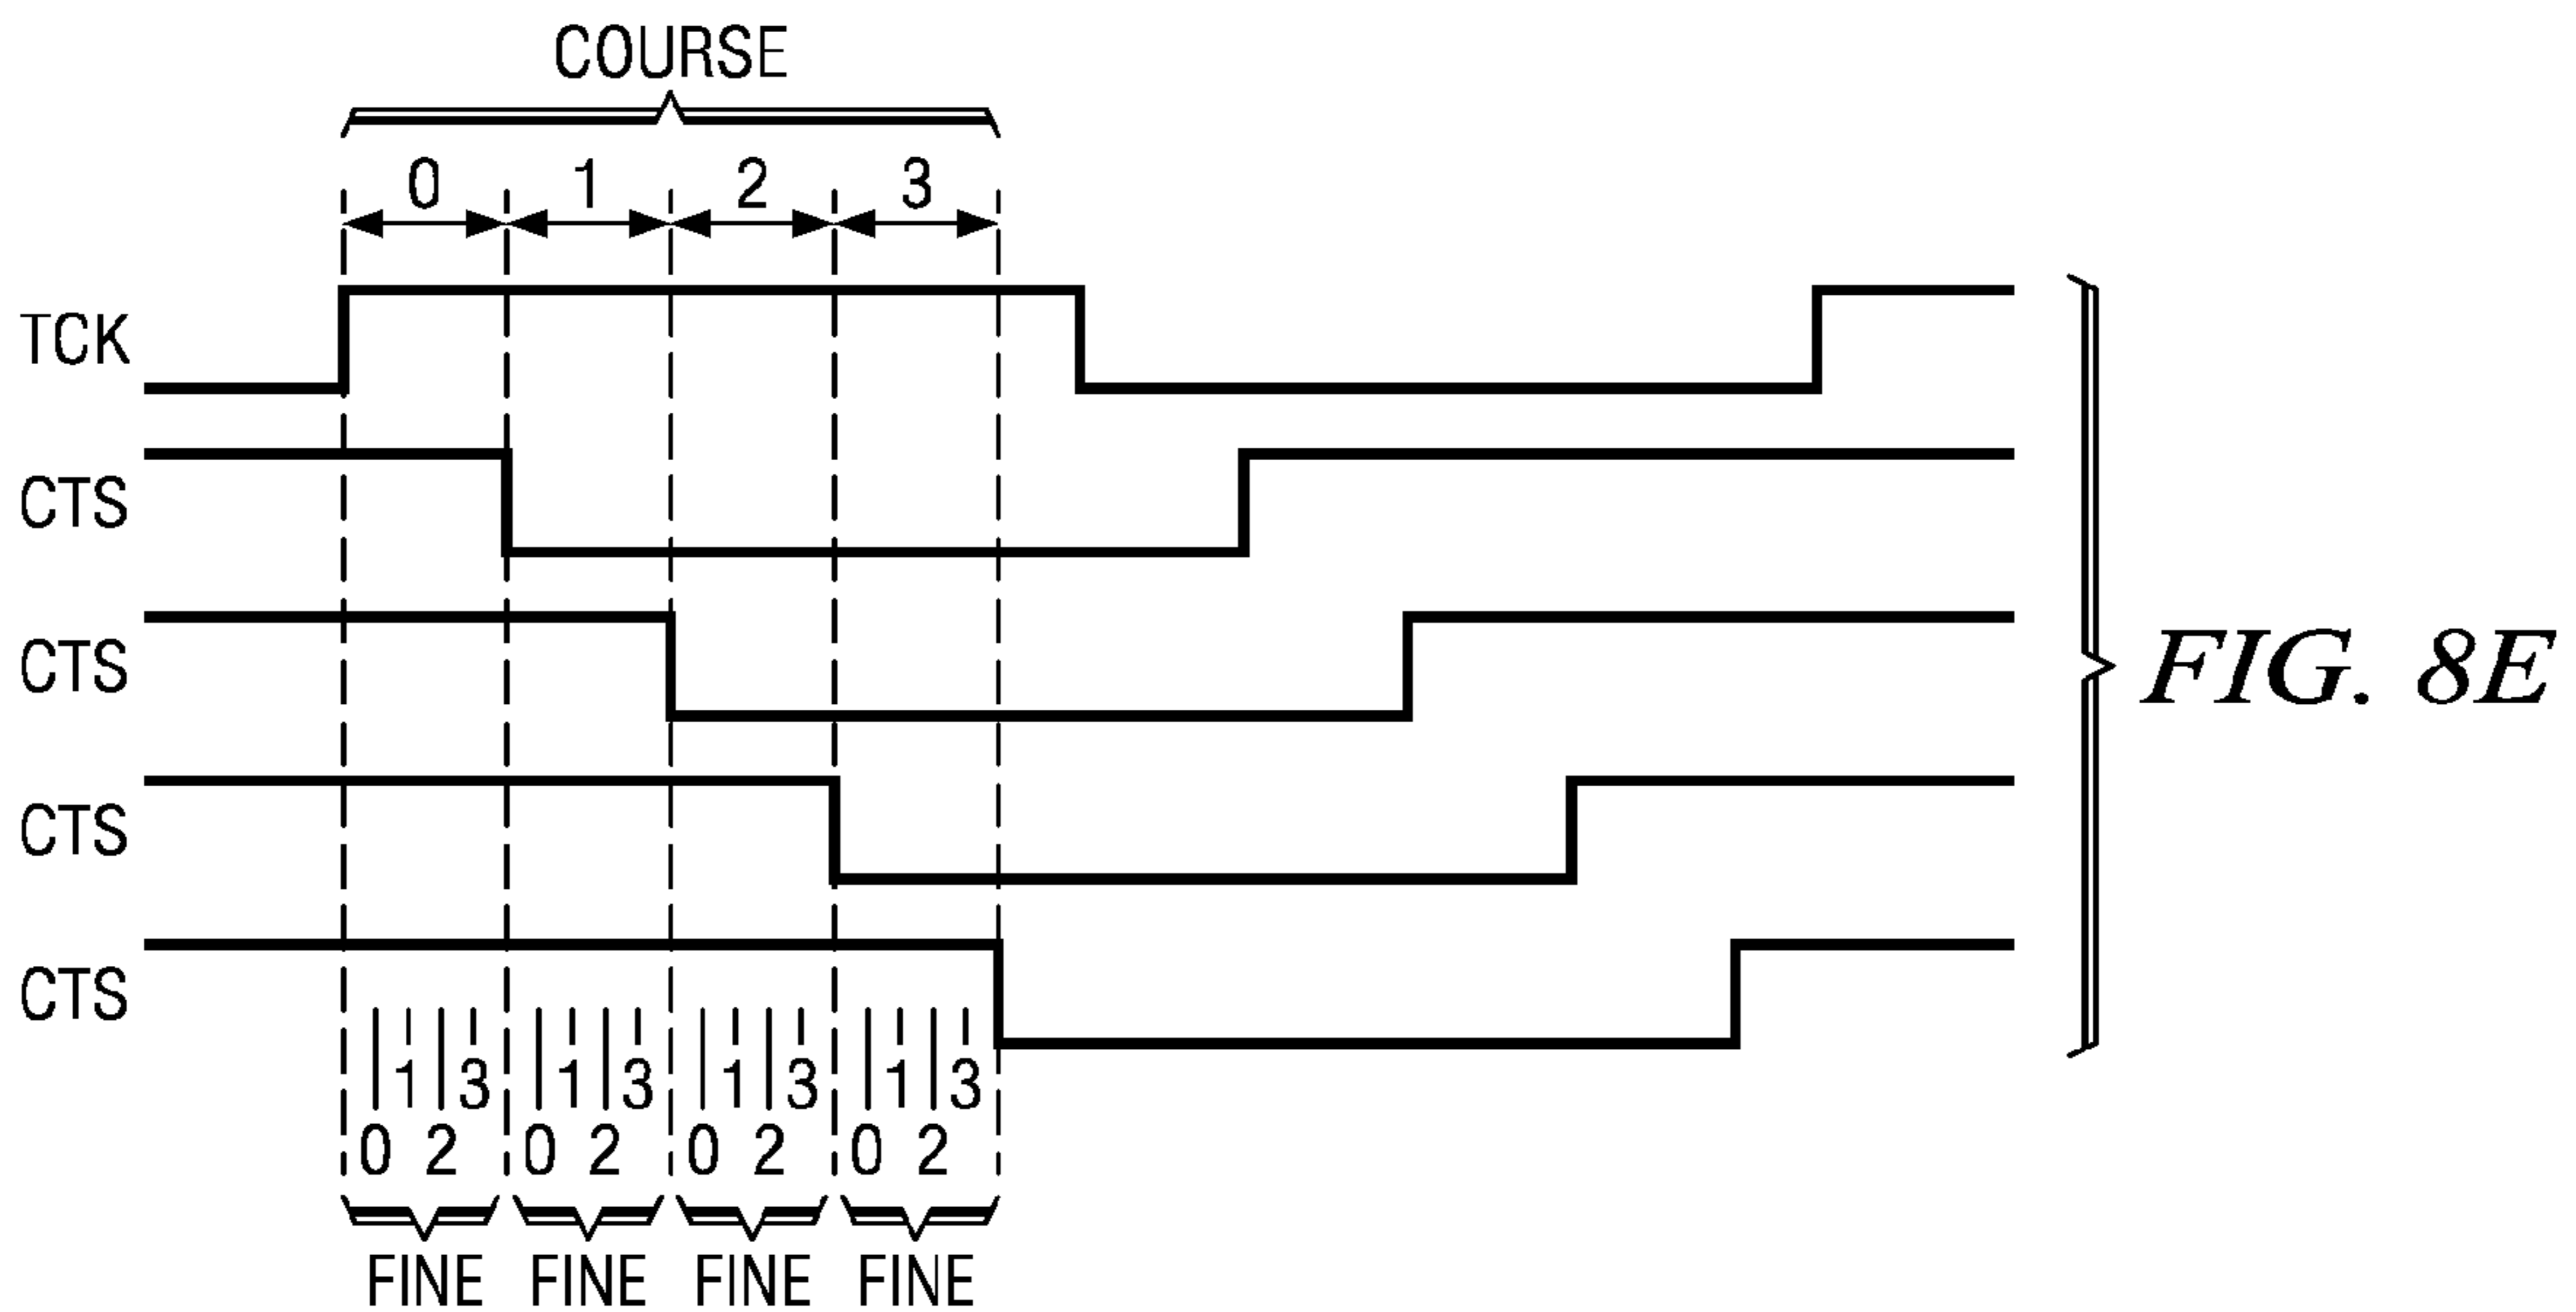 COURSE
0 1 2 3
TCK
CTS
CTS
FIG. 8E
CTS
CTS
1 3 1 3 1 3 1 3
0 2 0 2 0 2 0 2
FINE FINE FINE FINE